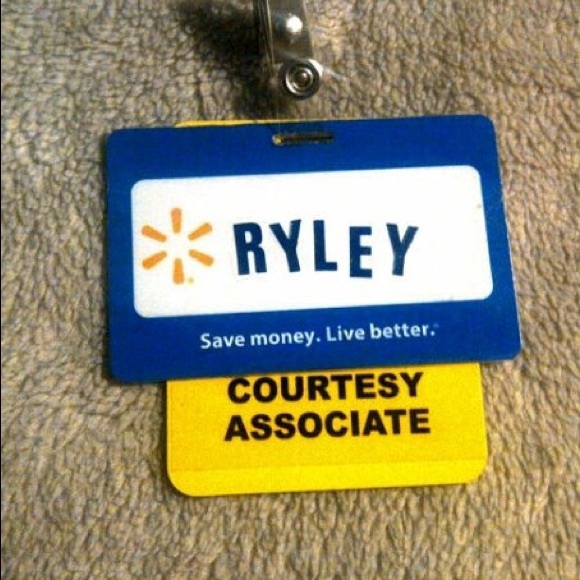 RYLEY
Save money. Live better.
COURTESY
ASSOCIATE